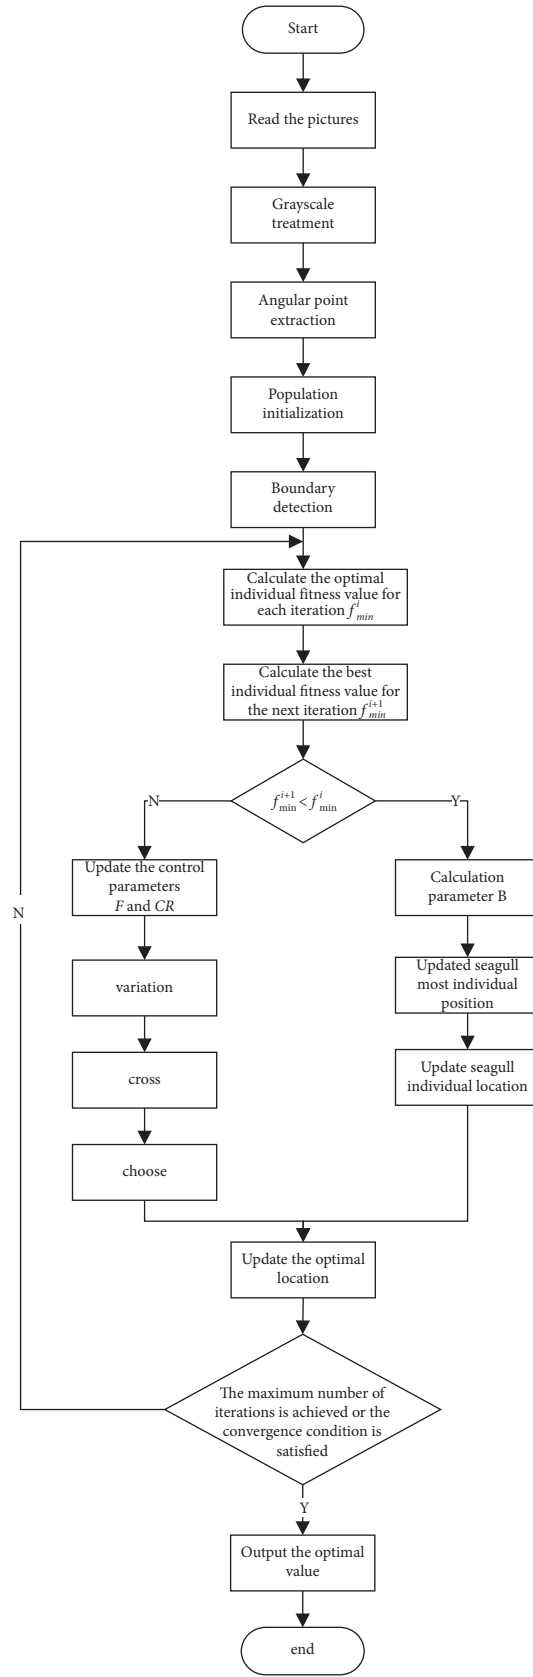 Start
Read the pictures
Grayscale
treatment
Angular point
extraction
Population
initialization
Boundary
detection
Calculate the optimal
individual fitness value for
each iteration f^i_min
Calculate the best
individual fitness value for
the next iteration f^{i+1}_min
N
f^{i+1}_min < f^i_min
Y
Update the control
parameters
F and CR
Calculation
parameter B
N
variation
Updated seagull
most individual
position
cross
Update seagull
individual location
choose
Update the optimal
location
The maximum number of
iterations is achieved or the
convergence condition is
satisfied
Y
Output the optimal
value
end